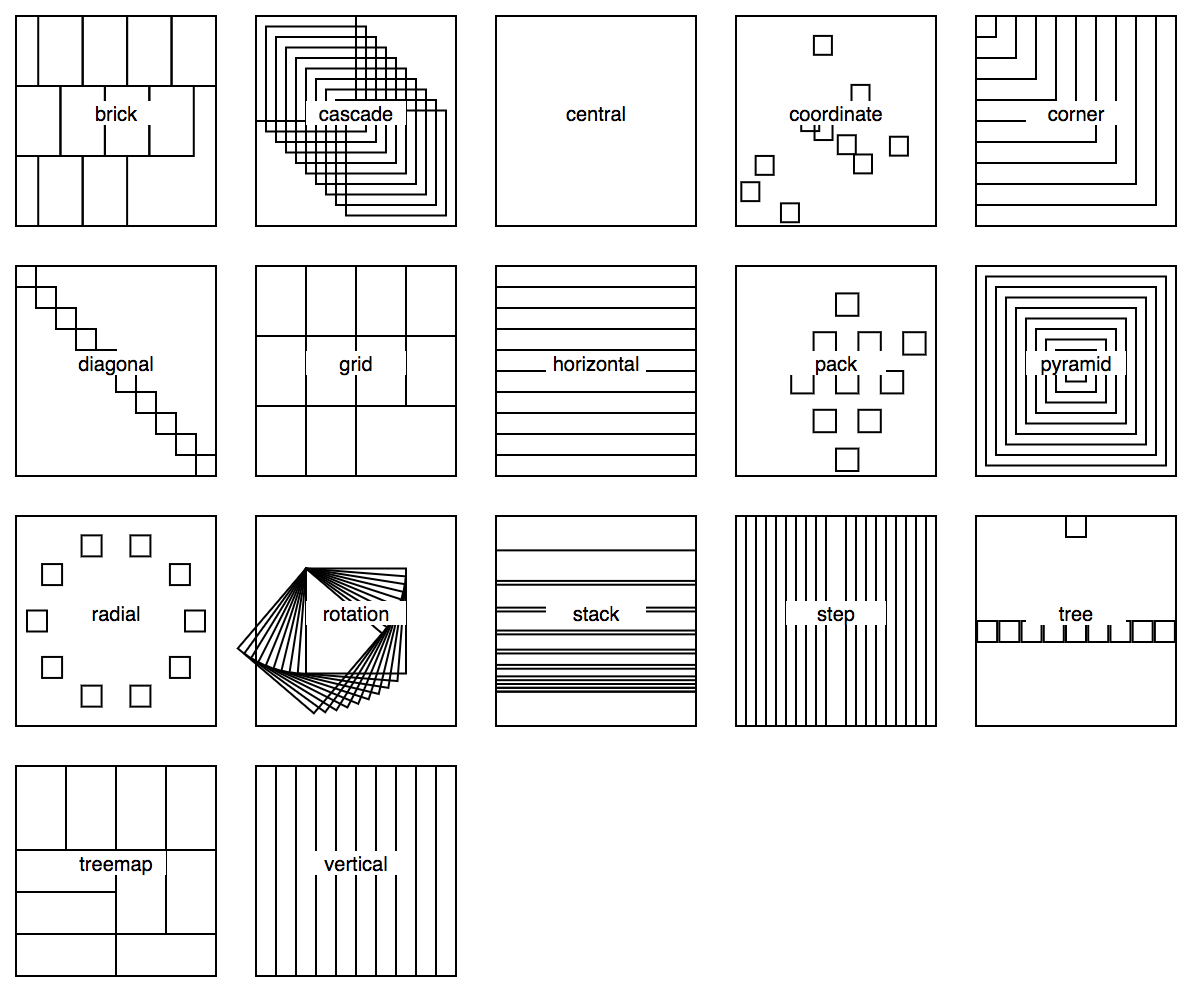 brick
cascade
central
coordinate
corner
diagonal
grid
horizontal
pack
pyramid
radial
rotation
stack
step
tree
treemap
vertical